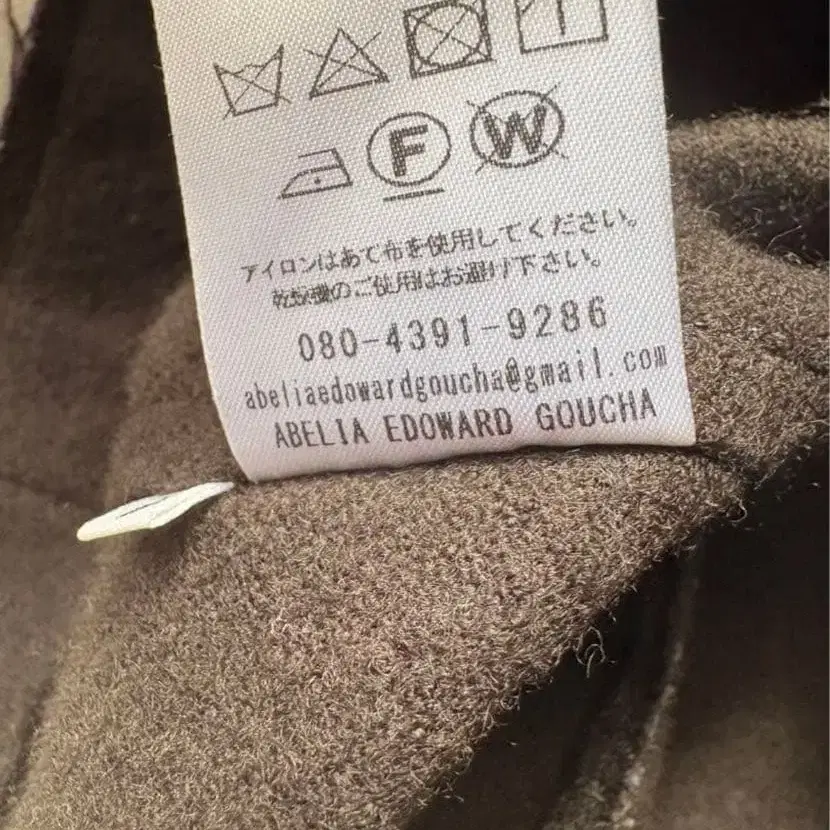 F W
アイロンはあて布を使用してください。
乾燥機のご使用はお避け下さい。
080-4391-9286
abeliaedowardgoucha@gmail.com
ABELIA EDOWARD GOUCHA